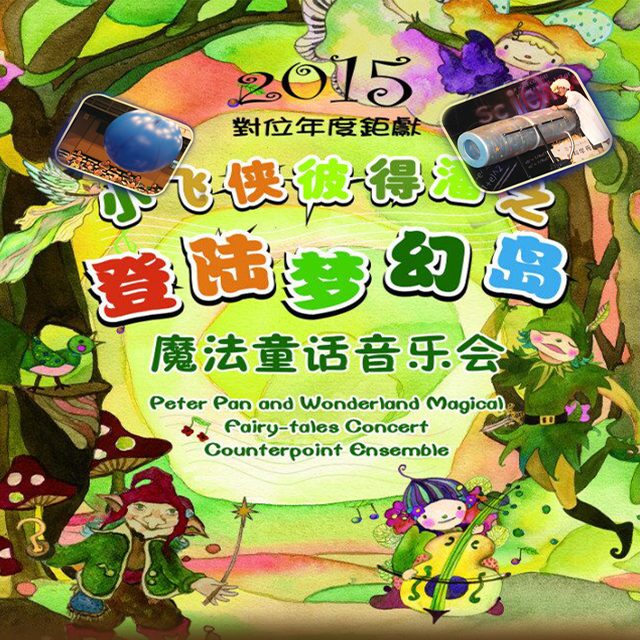 2015
對位年度鉅獻
小飞侠彼得潘之
登陆梦幻岛
魔法童话音乐会
Peter Pan and Wonderland Magical
Fairy-tales Concert
Counterpoint Ensemble